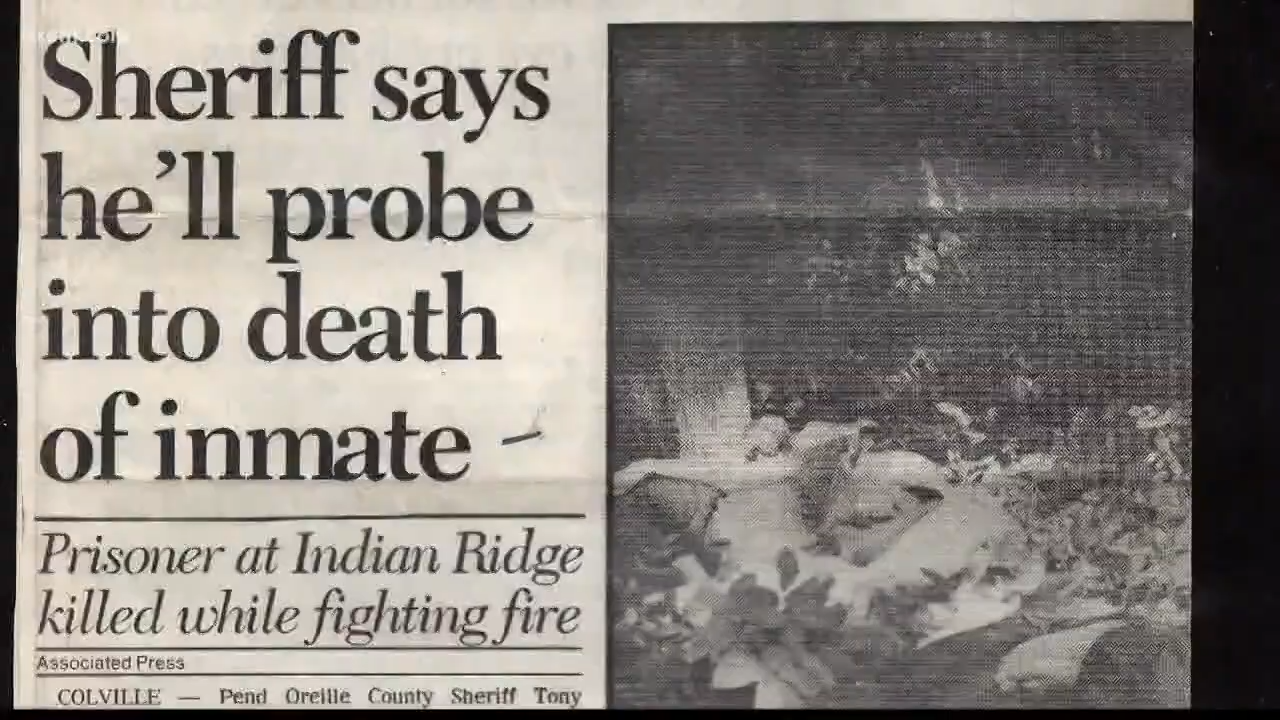 Sheriff says
he'll probe
into death
of inmate
Prisoner at Indian Ridge
killed while fighting fire
Associated Press
COLVILLE — Pend Oreille County Sheriff Tony